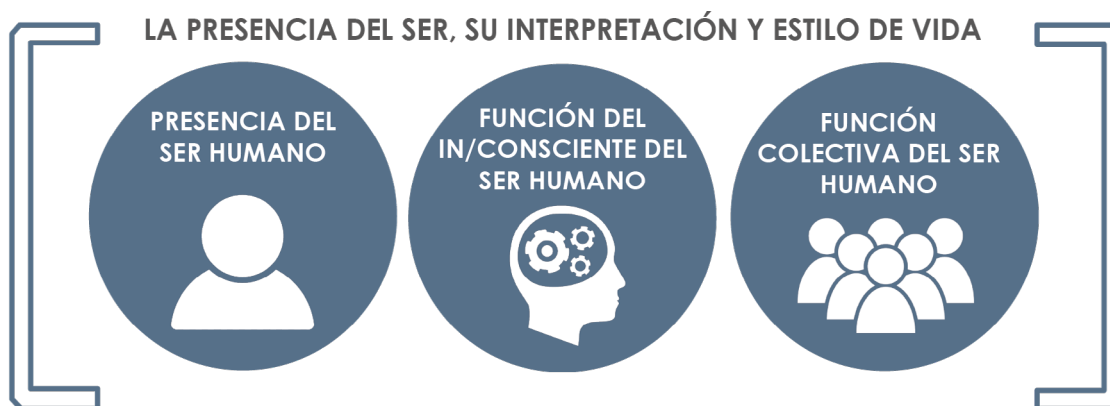 LA PRESENCIA DEL SER, SU INTERPRETACIÓN Y ESTILO DE VIDA
PRESENCIA DEL
SER HUMANO
FUNCIÓN DEL
IN/CONSCIENTE DEL
SER HUMANO
FUNCIÓN
COLECTIVA DEL SER
HUMANO